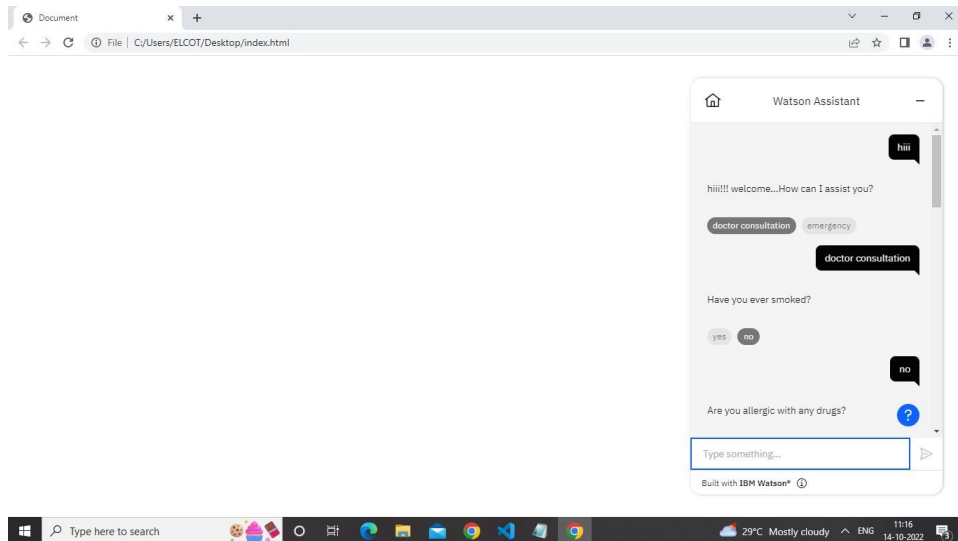 Document
File C:/Users/ELCOT/Desktop/index.html
Watson Assistant
hiii
hiii!!! welcome...How can I assist you?
doctor consultation emergency
doctor consultation
Have you ever smoked?
yes no
no
Are you allergic with any drugs?
?
Type something...
Built with IBM Watson®
Type here to search
29°C Mostly cloudy ENG
11:16
14-10-2022
3